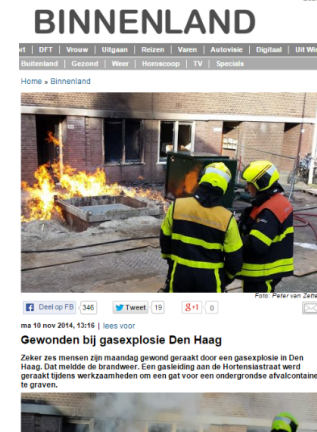 BINNENLAND
DFT | Vrouw | Uitgaan | Reizen | Varen | Autovisie | Digitaal | Uit
Buitenland | Gezond | Weer | Horoscoop | TV | Specials
Home » Binnenland
Foto: Peter van
Deel op FB 346 Tweet 19 g+1 0
ma 10 nov 2014, 13:16 | lees voor
Gewonden bij gasexplosie Den Haag
Zeker zes mensen zijn maandag gewond geraakt door een gasexplosie in Den
Haag. Dat meldde de brandweer. Een gasleiding aan de Hortensiastraat werd
geraakt tijdens werkzaamheden om een gat voor een ondergrondse afvalcontaine
te graven.